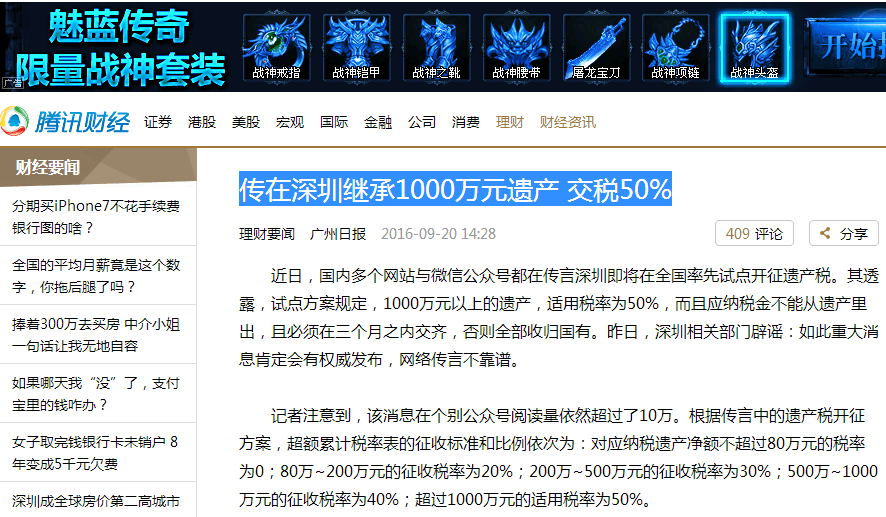 魅蓝传奇
限量战神套装
广告
战神戒指
战神铠甲
战神之靴
战神腰带
屠龙宝刀
战神项链
战神头盔
开始
腾讯财经
证券 港股 美股 宏观 国际 金融 公司 消费 理财 财经资讯
财经要闻
分期买iPhone7不花手续费
银行图的啥？
全国的平均月薪竟是这个数
字，你拖后腿了吗？
捧着300万去买房 中介小姐
一句话让我无地自容
如果哪天我“没”了，支付
宝里的钱咋办？
女子取完钱银行卡未销户 8
年变成5千元欠费
深圳成全球房价第二高城市
传在深圳继承1000万元遗产 交税50%
理财要闻 广州日报 2016-09-20 14:28
409 评论
分享
近日，国内多个网站与微信公众号都在传言深圳即将在全国率先试点开征遗产税。其透
露，试点方案规定，1000万元以上的遗产，适用税率为50%，而且应纳税金不能从遗产里
出，且必须在三个月之内交齐，否则全部收归国有。昨日，深圳相关部门辟谣：如此重大消
息肯定会有权威发布，网络传言不靠谱。
记者注意到，该消息在个别公众号阅读量依然超过了10万。根据传言中的遗产税开征
方案，超额累计税率表的征收标准和比例依次为：对应纳税遗产净额不超过80万元的税率
为0；80万~200万元的征收税率为20%；200万~500万元的征收税率为30%；500万~1000
万元的征收税率为40%；超过1000万元的适用税率为50%。